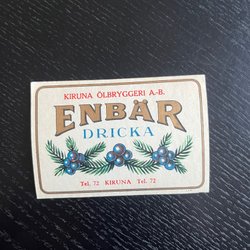 KIRUNA ÖLBRYGGERI A.-B.
ENBÄR
DRICKA
Tel. 72 KIRUNA Tel. 72